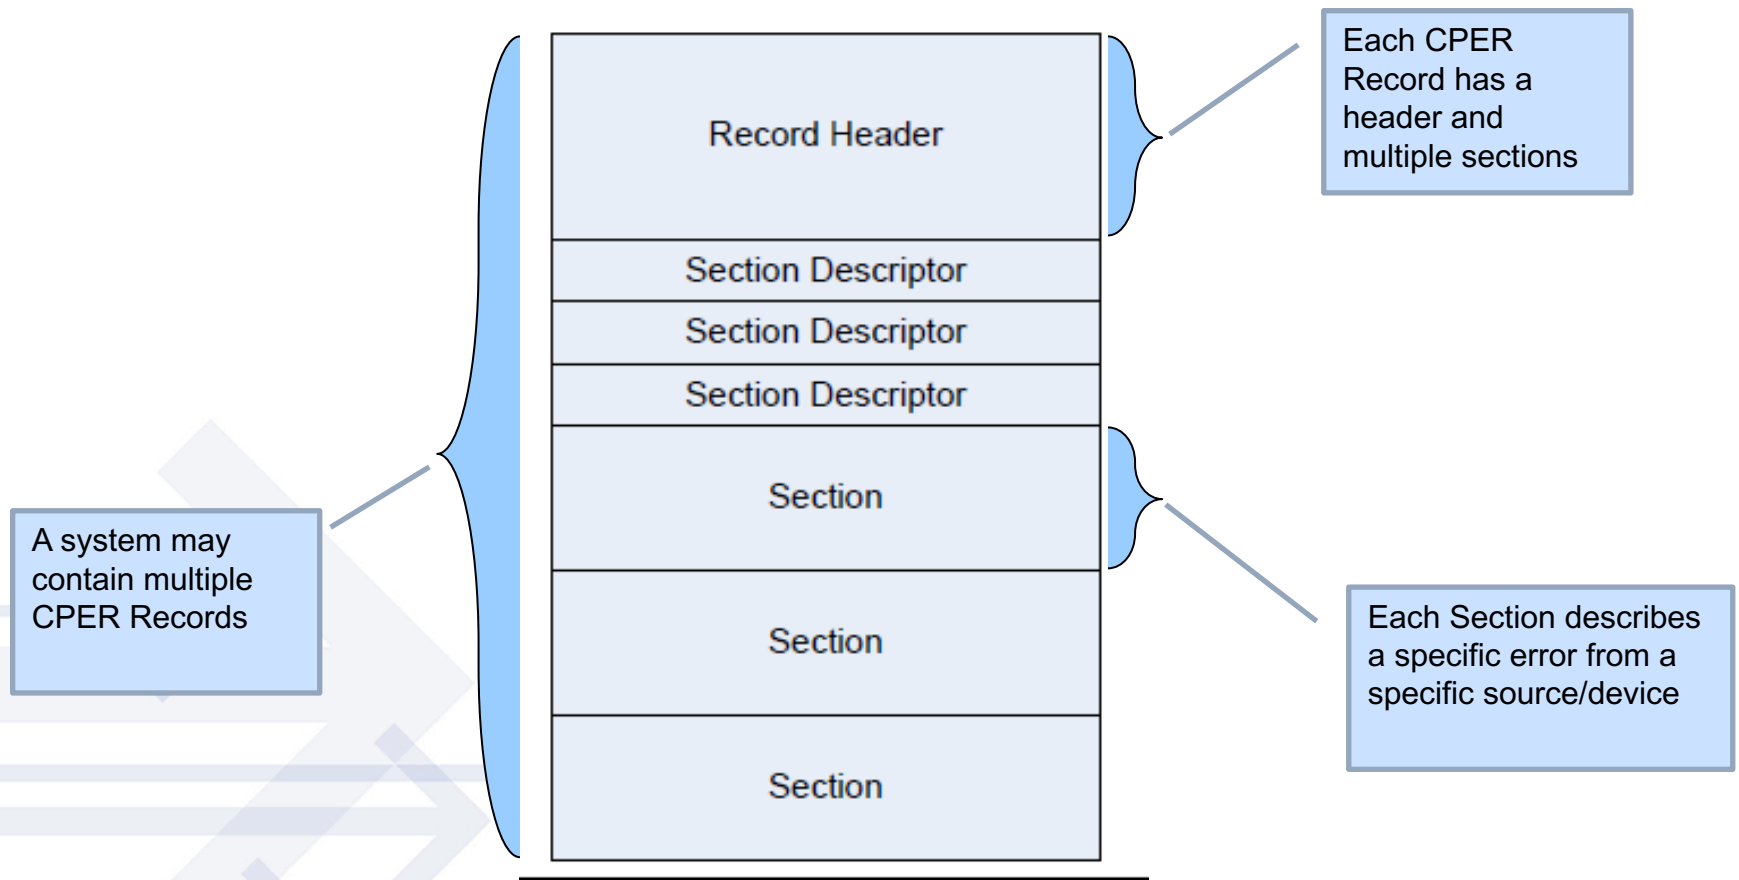 Record Header
Section Descriptor
Section Descriptor
Section Descriptor
Section
Section
Section
Each CPER
Record has a
header and
multiple sections
A system may
contain multiple
CPER Records
Each Section describes
a specific error from a
specific source/device